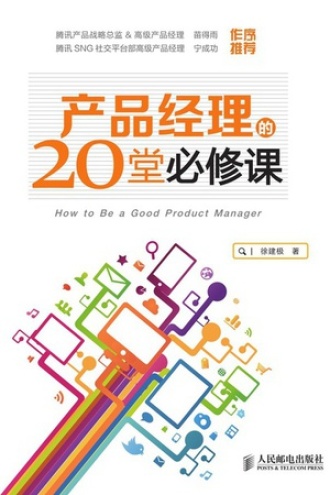 腾讯产品战略总监 & 高级产品经理 苗得雨
腾讯 SNG 社交平台部高级产品经理 宁成功
作序
推荐
产品经理的
20堂必修课
How to Be a Good Product Manager
徐建极 著
人民邮电出版社
POSTS & TELECOM PRESS